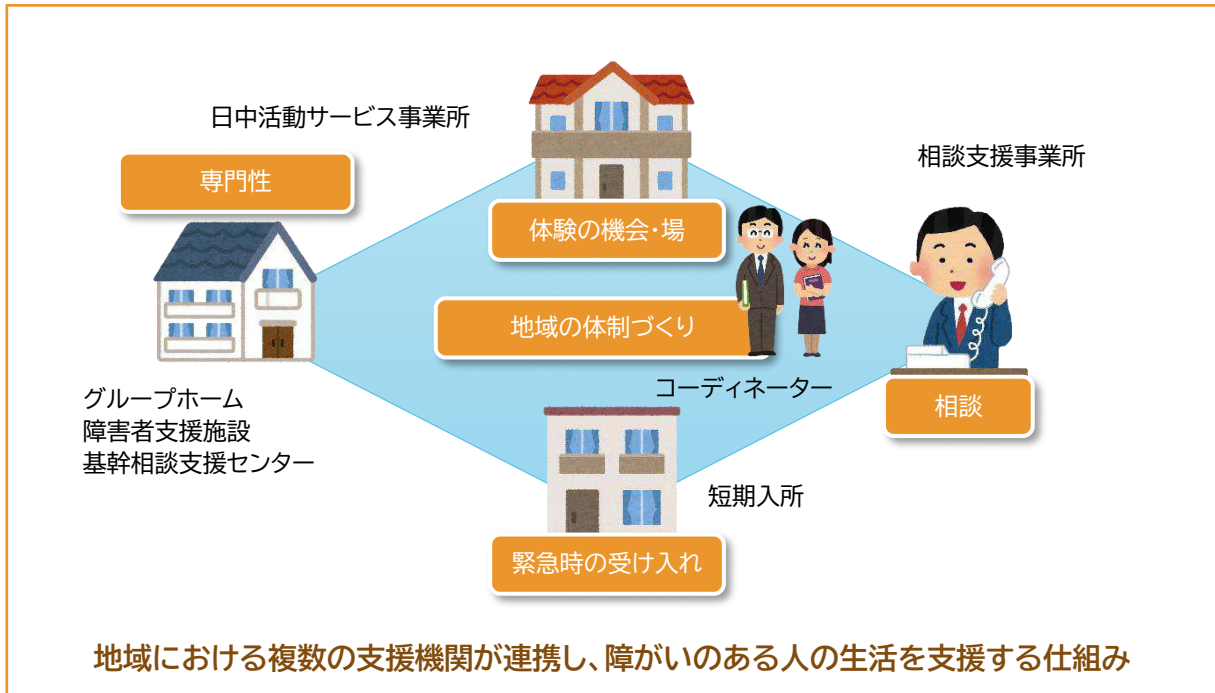 日中活動サービス事業所
相談支援事業所
専門性
体験の機会・場
地域の体制づくり
コーディネーター
グループホーム
障害者支援施設
基幹相談支援センター
相談
短期入所
緊急時の受け入れ
地域における複数の支援機関が連携し、障がいのある人の生活を支援する仕組み